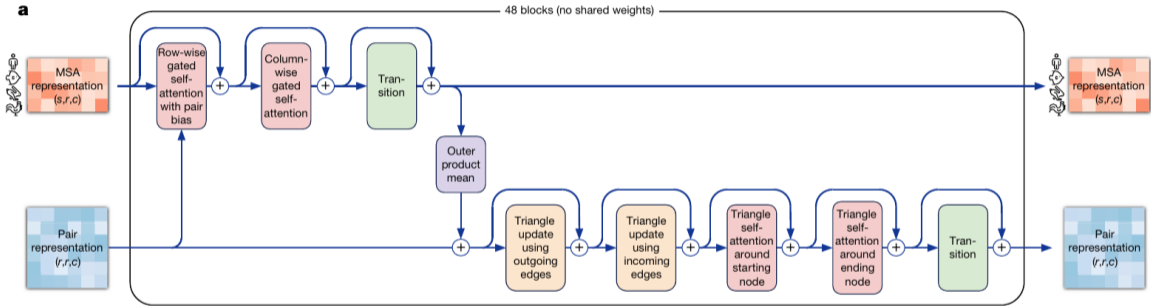 a
48 blocks (no shared weights)
MSA
representation
(s,r,c)
Row-wise
gated
self-
attention
with pair
bias
+
Column-
wise
gated
self-
attention
+
Tran-
sition
+
MSA
representation
(s,r,c)
Outer
product
mean
Pair
representation
(r,r,c)
+
Triangle
update
using
outgoing
edges
+
Triangle
update
using
incoming
edges
+
Triangle
self-
attention
around
starting
node
+
Triangle
self-
attention
around
ending
node
+
Tran-
sition
+
Pair
representation
(r,r,c)